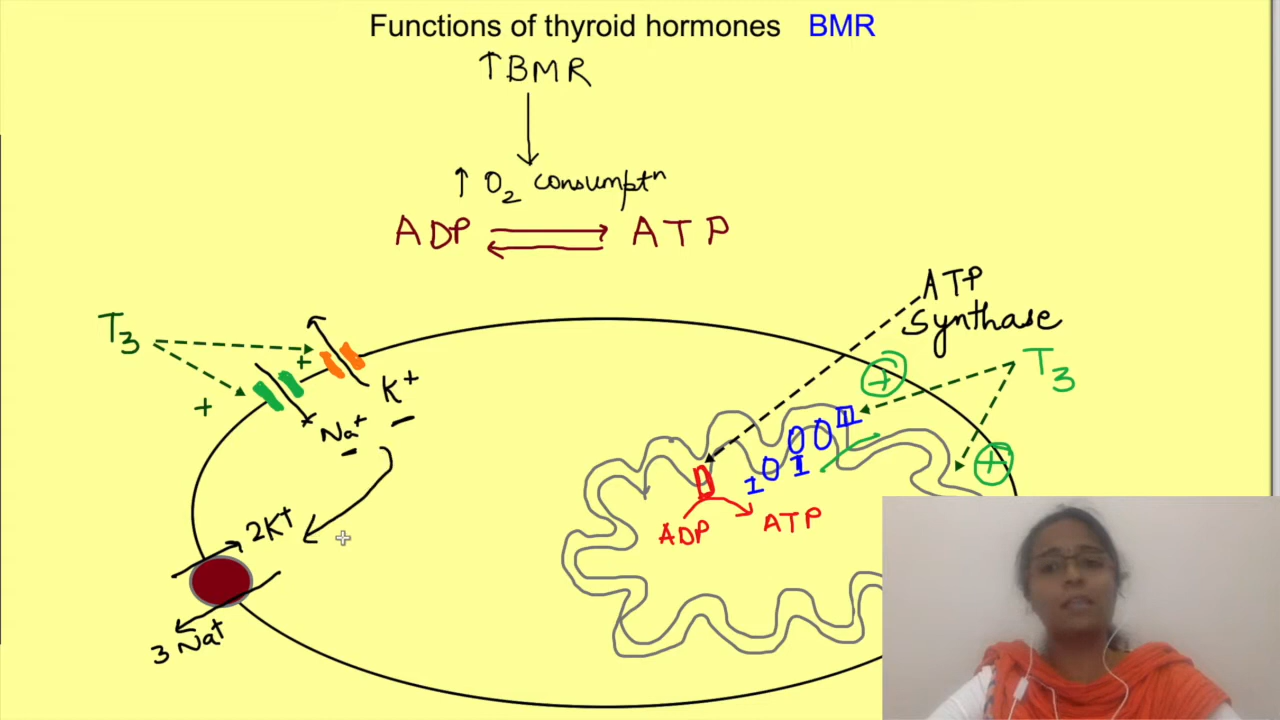 Functions of thyroid hormones BMR
↑BMR
↑ O2 consumptn
ADP ⇌ ATP
ATP
synthase
T3
T3
+
+
K+
Na+
+
+
ADP
ATP
2K+
3 Na+